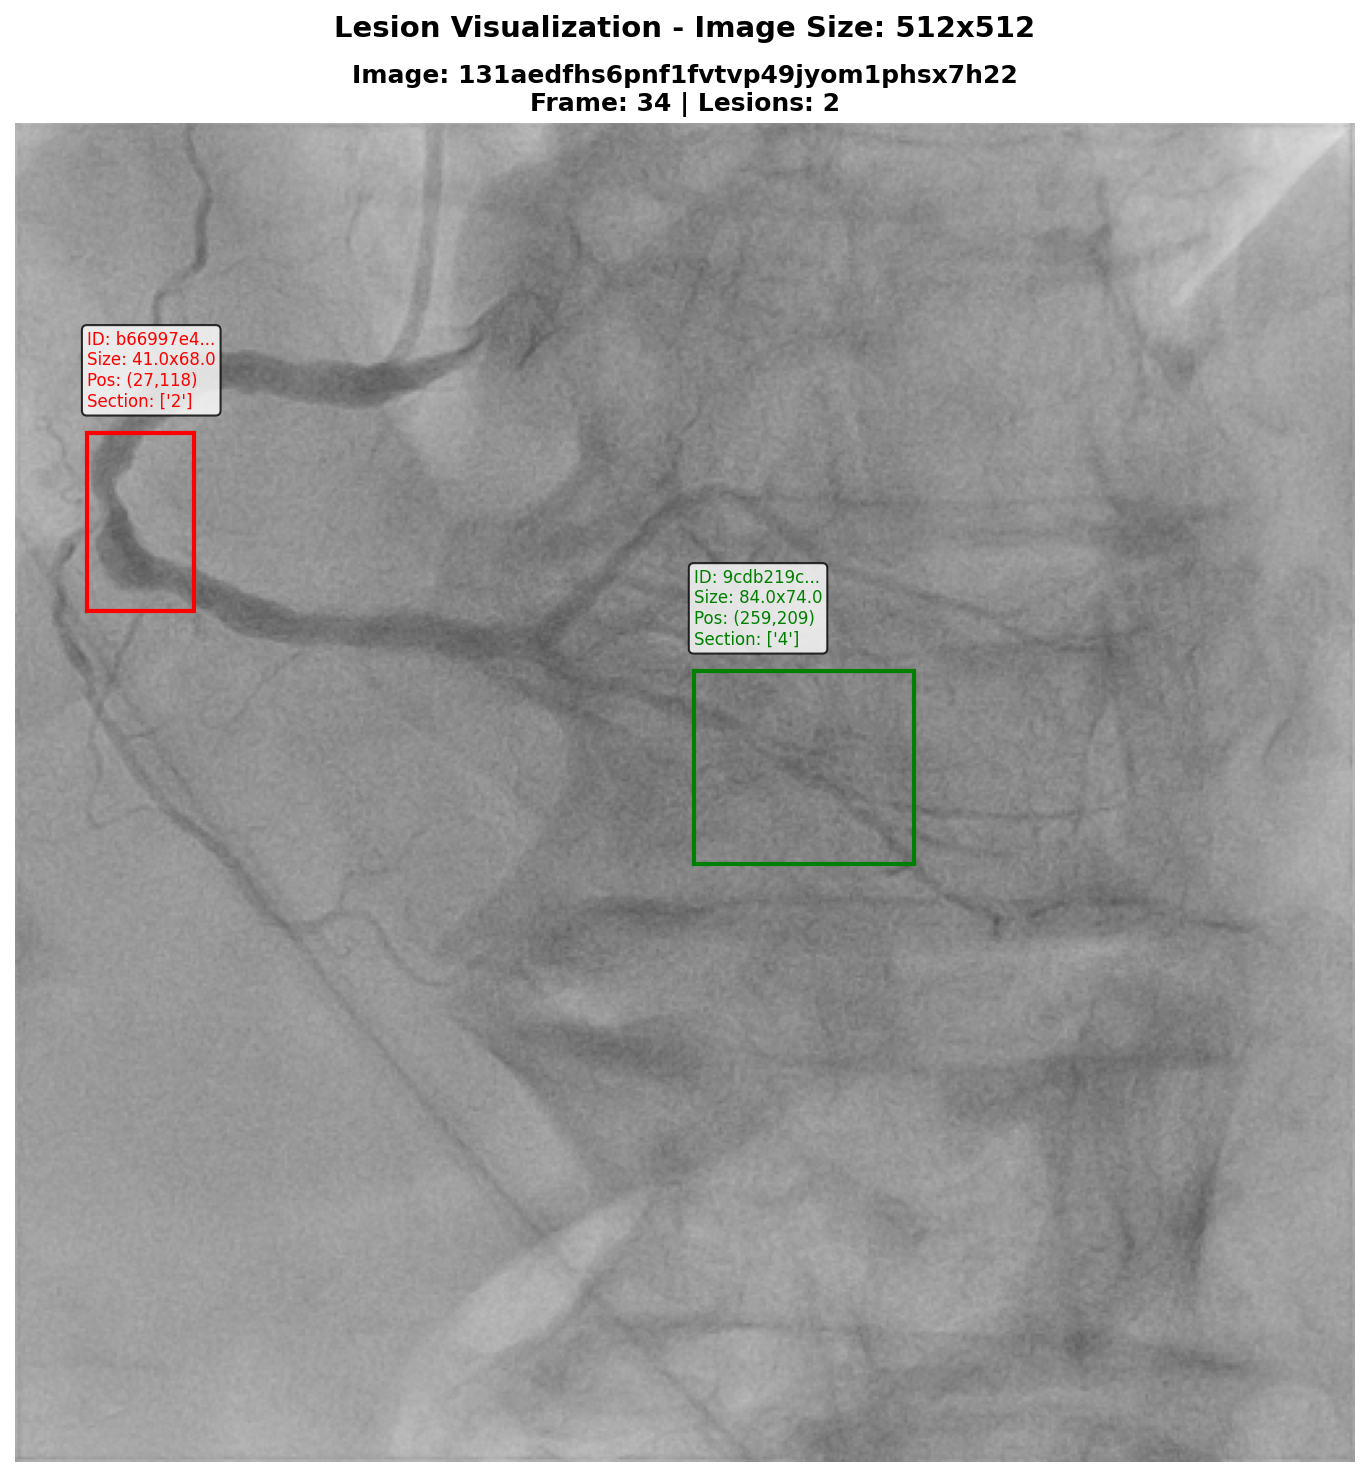 Lesion Visualization - Image Size: 512x512
Image: 131aedfhs6pnf1fvtvp49jyom1phsx7h22
Frame: 34 | Lesions: 2
ID: b66997e4...
Size: 41.0x68.0
Pos: (27,118)
Section: ['2']
ID: 9cdb219c...
Size: 84.0x74.0
Pos: (259,209)
Section: ['4']